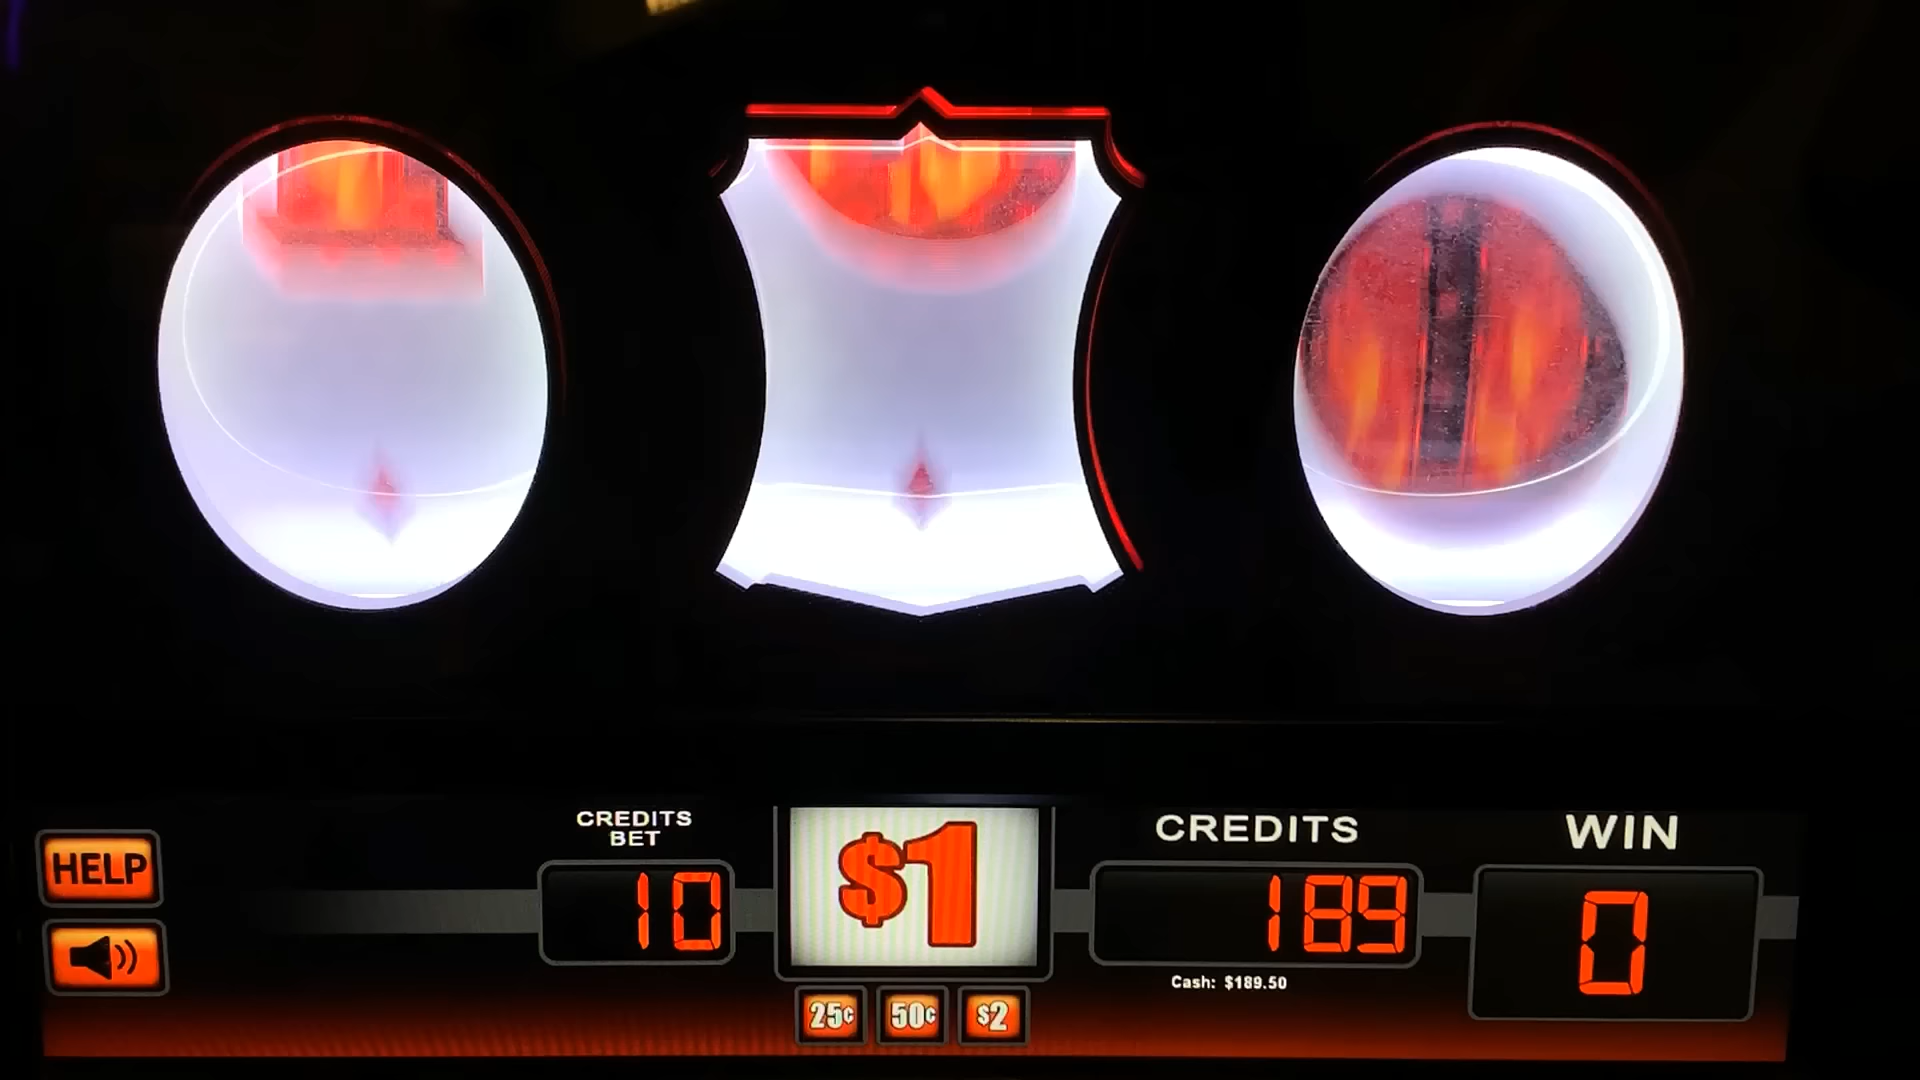 CREDITS
BET
10
$1
CREDITS
189
Cash: $189.50
WIN
0
HELP
25¢
50¢
$2